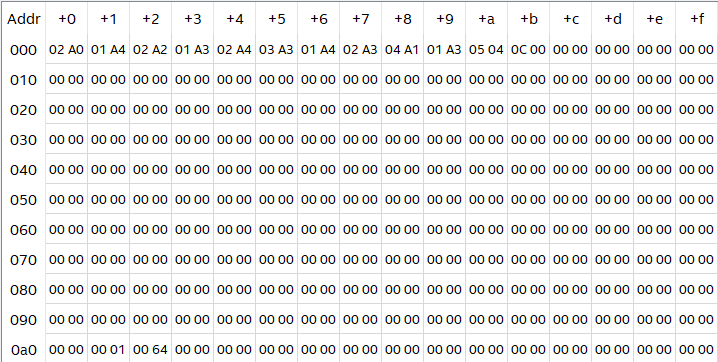 Addr +0 +1 +2 +3 +4 +5 +6 +7 +8 +9 +a +b +c +d +e +f
000 02 A0 01 A4 02 A2 01 A3 02 A4 03 A3 01 A4 02 A3 04 A1 01 A3 05 04 0C 00 00 00 00 00 00 00 00 00
010 00 00 00 00 00 00 00 00 00 00 00 00 00 00 00 00 00 00 00 00 00 00 00 00 00 00 00 00 00 00 00 00
020 00 00 00 00 00 00 00 00 00 00 00 00 00 00 00 00 00 00 00 00 00 00 00 00 00 00 00 00 00 00 00 00
030 00 00 00 00 00 00 00 00 00 00 00 00 00 00 00 00 00 00 00 00 00 00 00 00 00 00 00 00 00 00 00 00
040 00 00 00 00 00 00 00 00 00 00 00 00 00 00 00 00 00 00 00 00 00 00 00 00 00 00 00 00 00 00 00 00
050 00 00 00 00 00 00 00 00 00 00 00 00 00 00 00 00 00 00 00 00 00 00 00 00 00 00 00 00 00 00 00 00
060 00 00 00 00 00 00 00 00 00 00 00 00 00 00 00 00 00 00 00 00 00 00 00 00 00 00 00 00 00 00 00 00
070 00 00 00 00 00 00 00 00 00 00 00 00 00 00 00 00 00 00 00 00 00 00 00 00 00 00 00 00 00 00 00 00
080 00 00 00 00 00 00 00 00 00 00 00 00 00 00 00 00 00 00 00 00 00 00 00 00 00 00 00 00 00 00 00 00
090 00 00 00 00 00 00 00 00 00 00 00 00 00 00 00 00 00 00 00 00 00 00 00 00 00 00 00 00 00 00 00 00
0a0 00 00 00 01 00 64 00 00 00 00 00 00 00 00 00 00 00 00 00 00 00 00 00 00 00 00 00 00 00 00 00 00